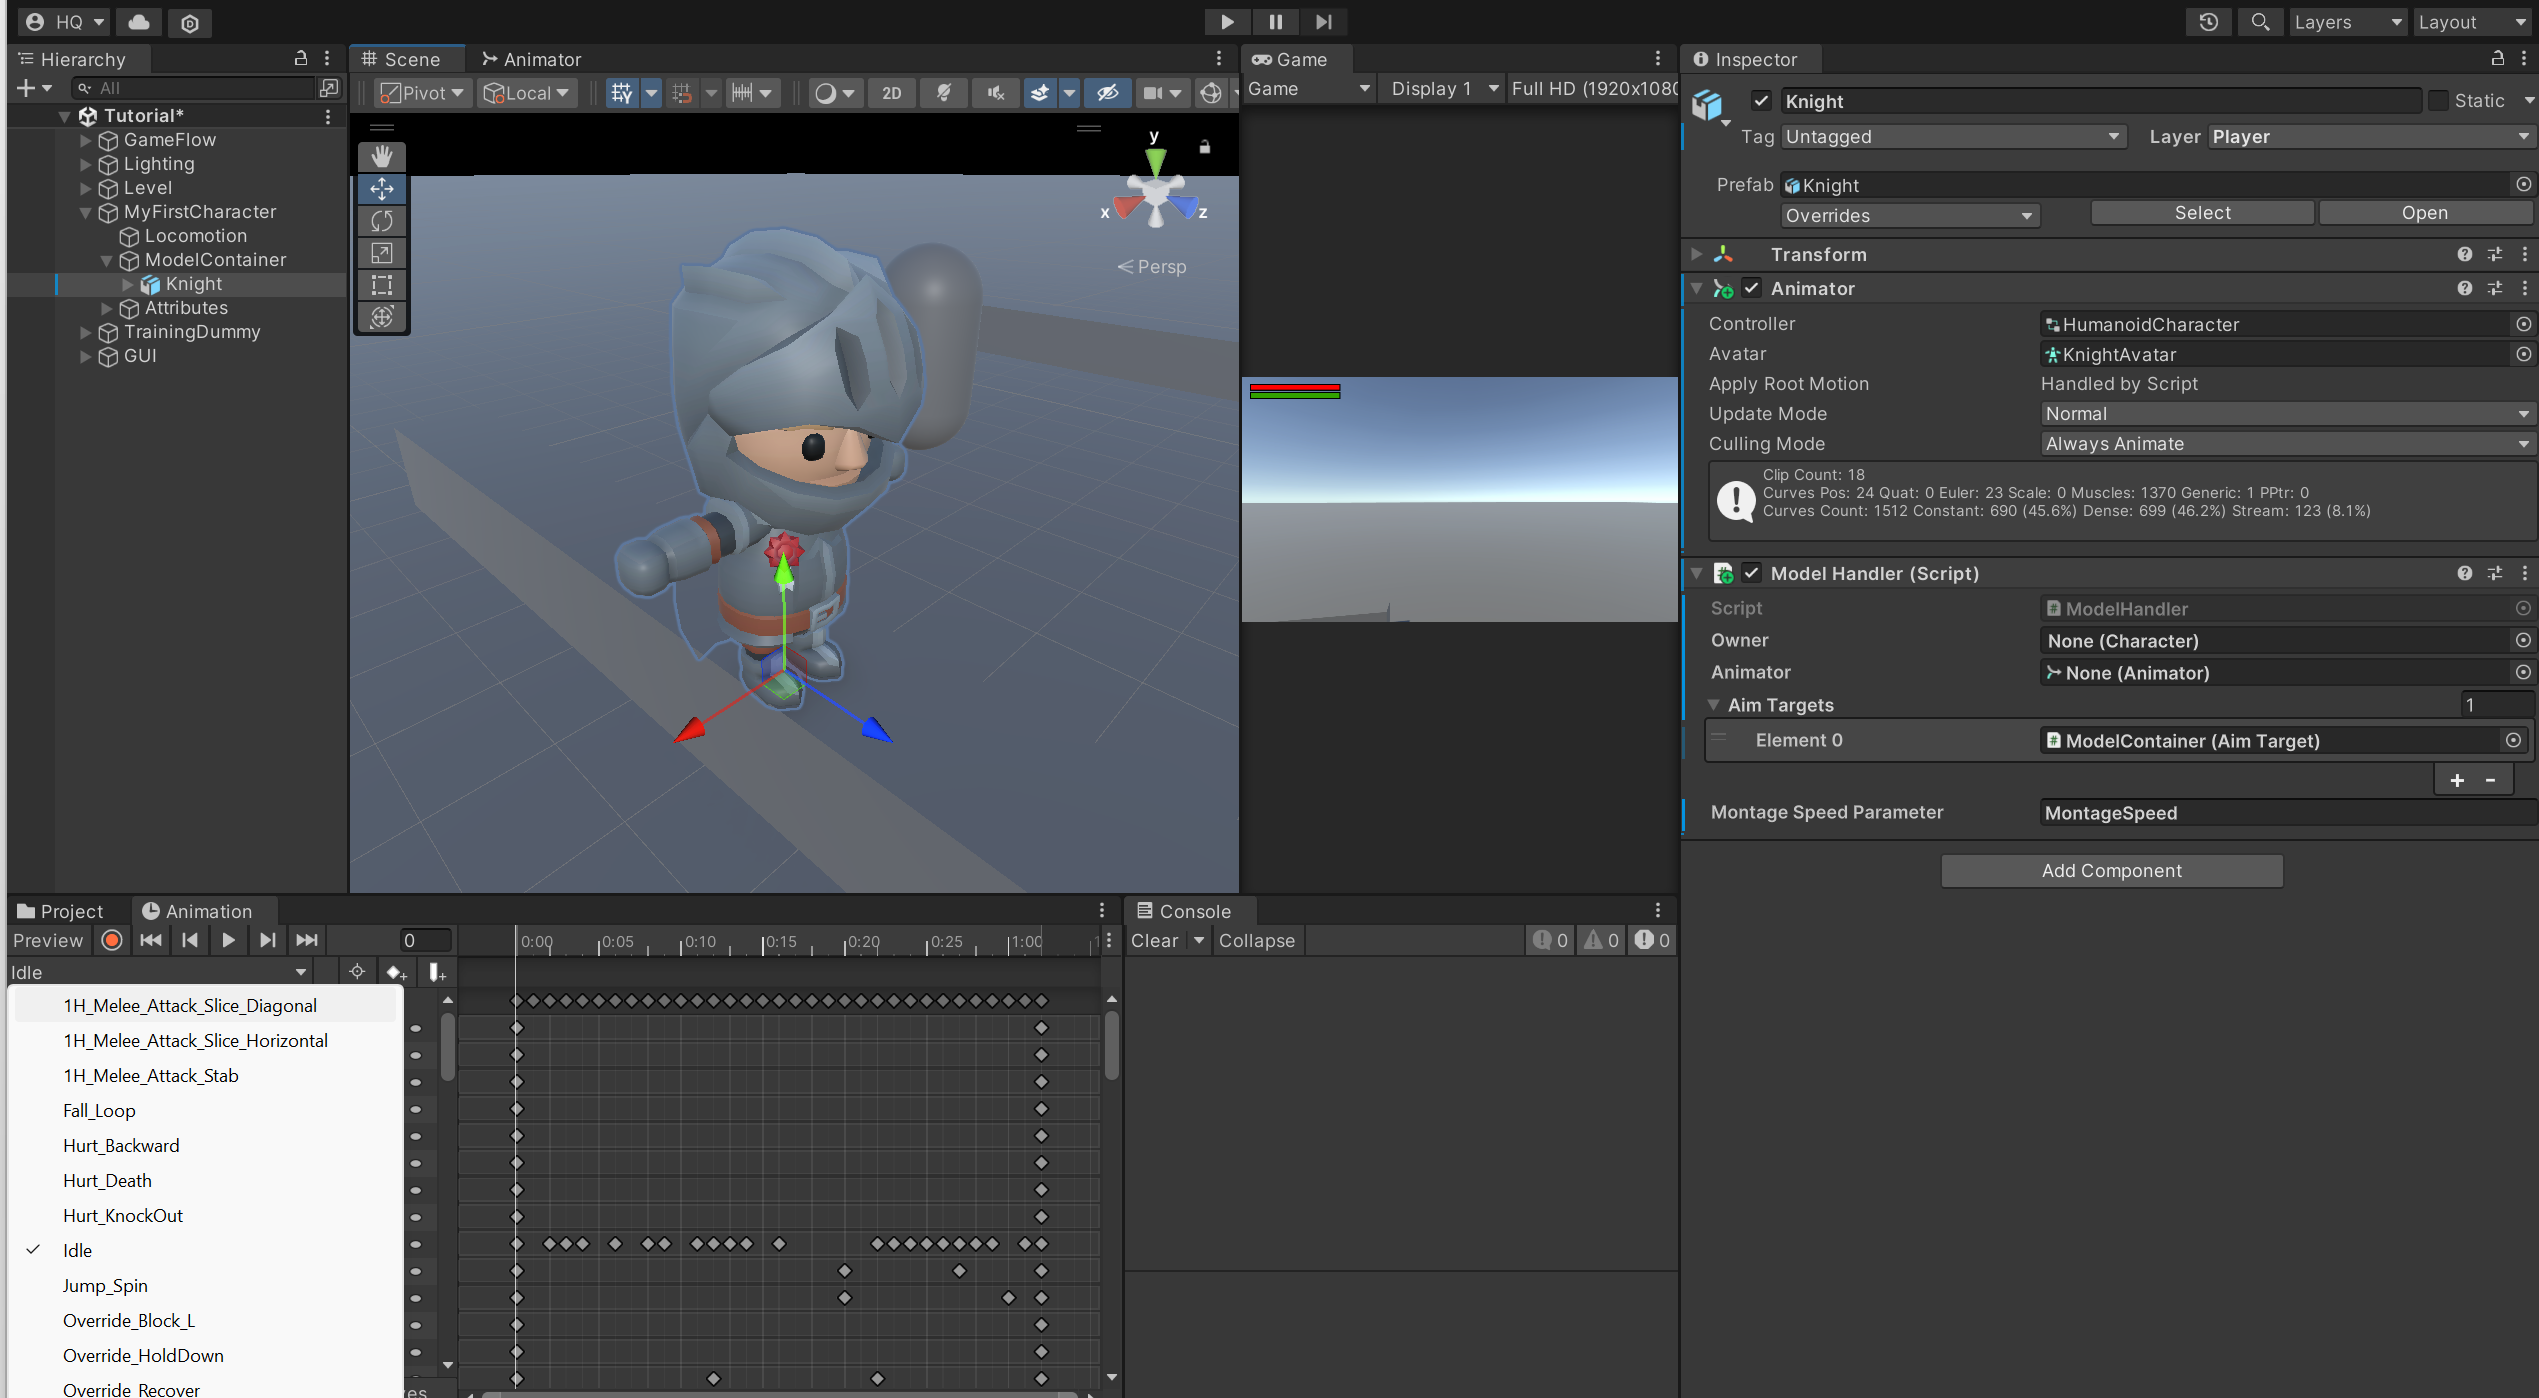 HQ
Layers
Layout
Hierarchy
All
Tutorial*
GameFlow
Lighting
Level
MyFirstCharacter
Locomotion
ModelContainer
Knight
Attributes
TrainingDummy
GUI
Scene
Animator
Pivot
Local
2D
y
x
z
Persp
Game
Game
Display 1
Full HD (1920x1080
Inspector
Knight
Static
Tag
Untagged
Layer
Player
Prefab
Knight
Overrides
Select
Open
Transform
Animator
Controller
HumanoidCharacter
Avatar
KnightAvatar
Apply Root Motion
Handled by Script
Update Mode
Normal
Culling Mode
Always Animate
Clip Count: 18
Curves Pos: 24 Quat: 0 Euler: 23 Scale: 0 Muscles: 1370 Generic: 1 PPtr: 0
Curves Count: 1512 Constant: 690 (45.6%) Dense: 699 (46.2%) Stream: 123 (8.1%)
Model Handler (Script)
Script
ModelHandler
Owner
None (Character)
Animator
None (Animator)
Aim Targets
1
Element 0
ModelContainer (Aim Target)
Montage Speed Parameter
MontageSpeed
Add Component
Project
Animation
Preview
0
0:00
0:05
0:10
0:15
0:20
0:25
1:00
Idle
1H_Melee_Attack_Slice_Diagonal
1H_Melee_Attack_Slice_Horizontal
1H_Melee_Attack_Stab
Fall_Loop
Hurt_Backward
Hurt_Death
Hurt_KnockOut
Idle
Jump_Spin
Override_Block_L
Override_HoldDown
Override_Recover
Console
Clear
Collapse
0
0
0